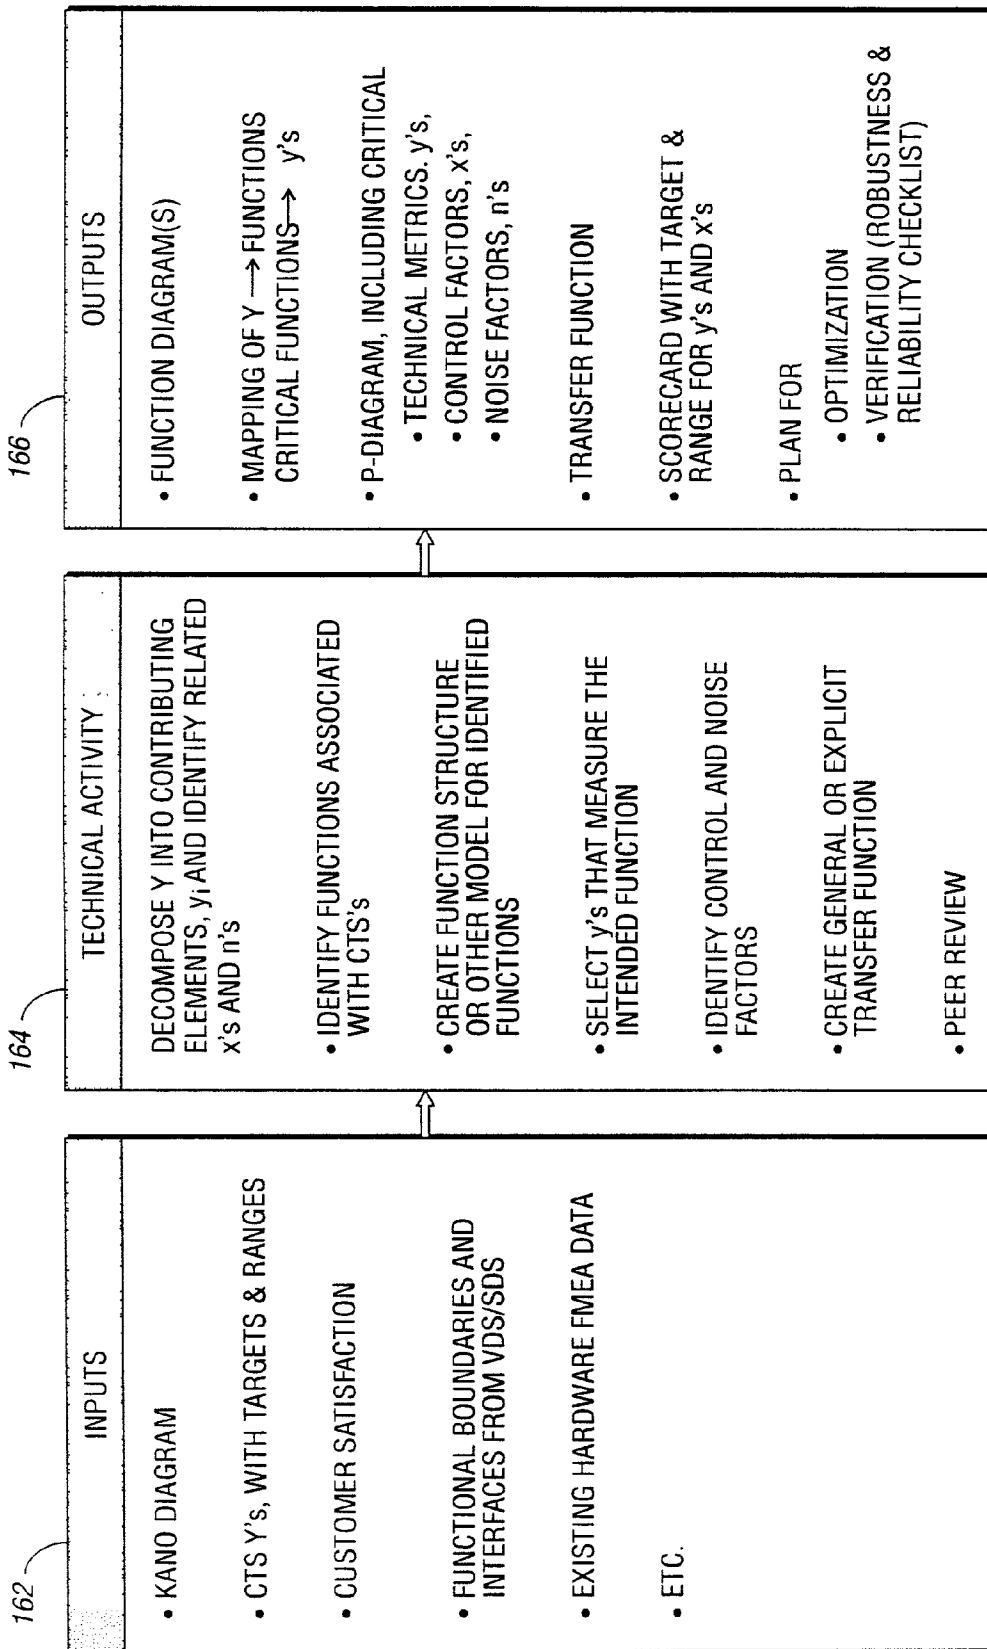 162
INPUTS
• KANO DIAGRAM
• CTS Y's, WITH TARGETS & RANGES
• CUSTOMER SATISFACTION
• FUNCTIONAL BOUNDARIES AND
INTERFACES FROM VDS/SDS
• EXISTING HARDWARE FMEA DATA
• ETC.
164
TECHNICAL ACTIVITY
DECOMPOSE Y INTO CONTRIBUTING
ELEMENTS, yi AND IDENTIFY RELATED
x's AND n's
• IDENTIFY FUNCTIONS ASSOCIATED
WITH CTS's
• CREATE FUNCTION STRUCTURE
OR OTHER MODEL FOR IDENTIFIED
FUNCTIONS
• SELECT y's THAT MEASURE THE
INTENDED FUNCTION
• IDENTIFY CONTROL AND NOISE
FACTORS
• CREATE GENERAL OR EXPLICIT
TRANSFER FUNCTION
• PEER REVIEW
166
OUTPUTS
• FUNCTION DIAGRAM(S)
• MAPPING OF Y → FUNCTIONS
CRITICAL FUNCTIONS → y's
• P-DIAGRAM, INCLUDING CRITICAL
• TECHNICAL METRICS. y's,
• CONTROL FACTORS, x's,
• NOISE FACTORS, n's
• TRANSFER FUNCTION
• SCORECARD WITH TARGET &
RANGE FOR y's AND x's
• PLAN FOR
• OPTIMIZATION
• VERIFICATION (ROBUSTNESS &
RELIABILITY CHECKLIST)